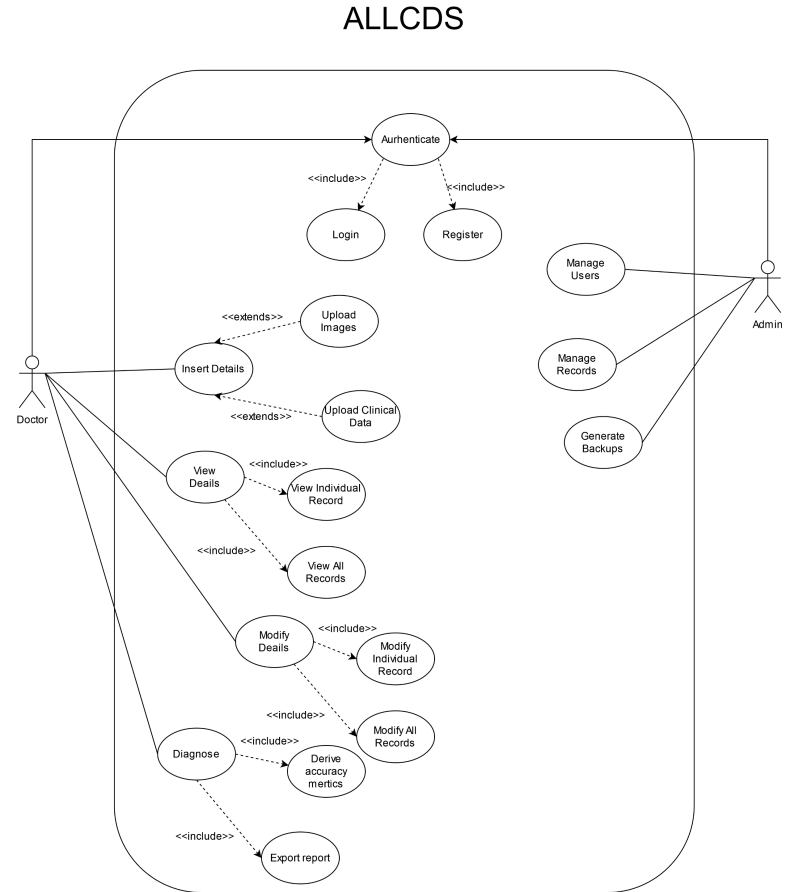 ALLCDS
Aurhenticate
<<include>>
<<include>>
Login
Register
Manage
Users
Admin
Upload
Images
<<extends>>
Insert Details
Manage
Records
Doctor
Upload Clinical
Data
<<extends>>
Generate
Backups
View
Deails
<<include>>
View Individual
Record
<<include>>
View All
Records
Modify
Deails
<<include>>
Modify
Individual
Record
<<include>>
Modify All
Records
Diagnose
<<include>>
Derive
accuracy
mertics
<<include>>
Export report